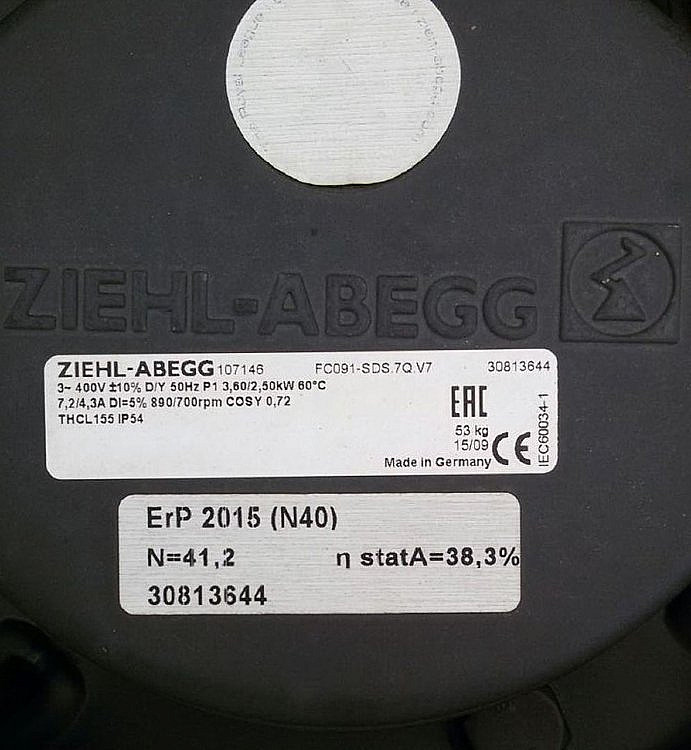 ZIEHL-ABEGG
ZIEHL-ABEGG 107146 FC091-SDS.7Q.V7 30813644
3~ 400V ±10% D/Y 50Hz P1 3,60/2,50kW 60°C
7,2/4,3A DI=5% 890/700rpm COSY 0,72
THCL155 IP54
EAC
53 kg
15/09
CE
Made in Germany
IEC60034-1
ErP 2015 (N40)
N=41,2 η statA=38,3%
30813644